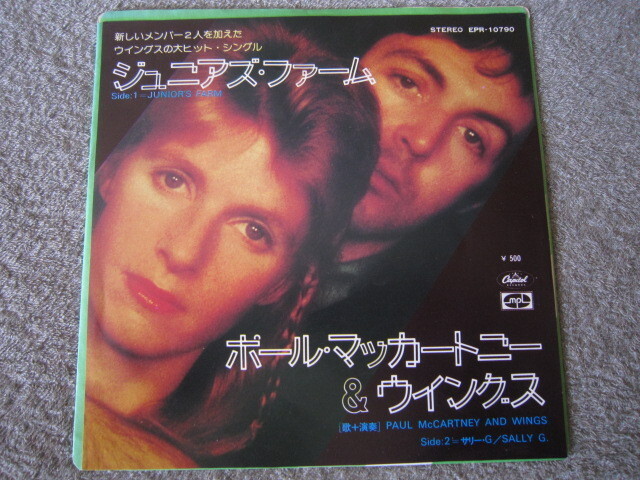 新しいメンバー2人を加えた
ウイングスの大ヒット・シングル
STEREO EPR-10790
ジュニアズ・ファーム
Side:1=JUNIOR'S FARM
¥500
Capitol
RECORDS
mpl
ポール・マッカートニー
&ウイングス
[歌+演奏] PAUL McCARTNEY AND WINGS
Side:2=サリー・G/SALLY G.